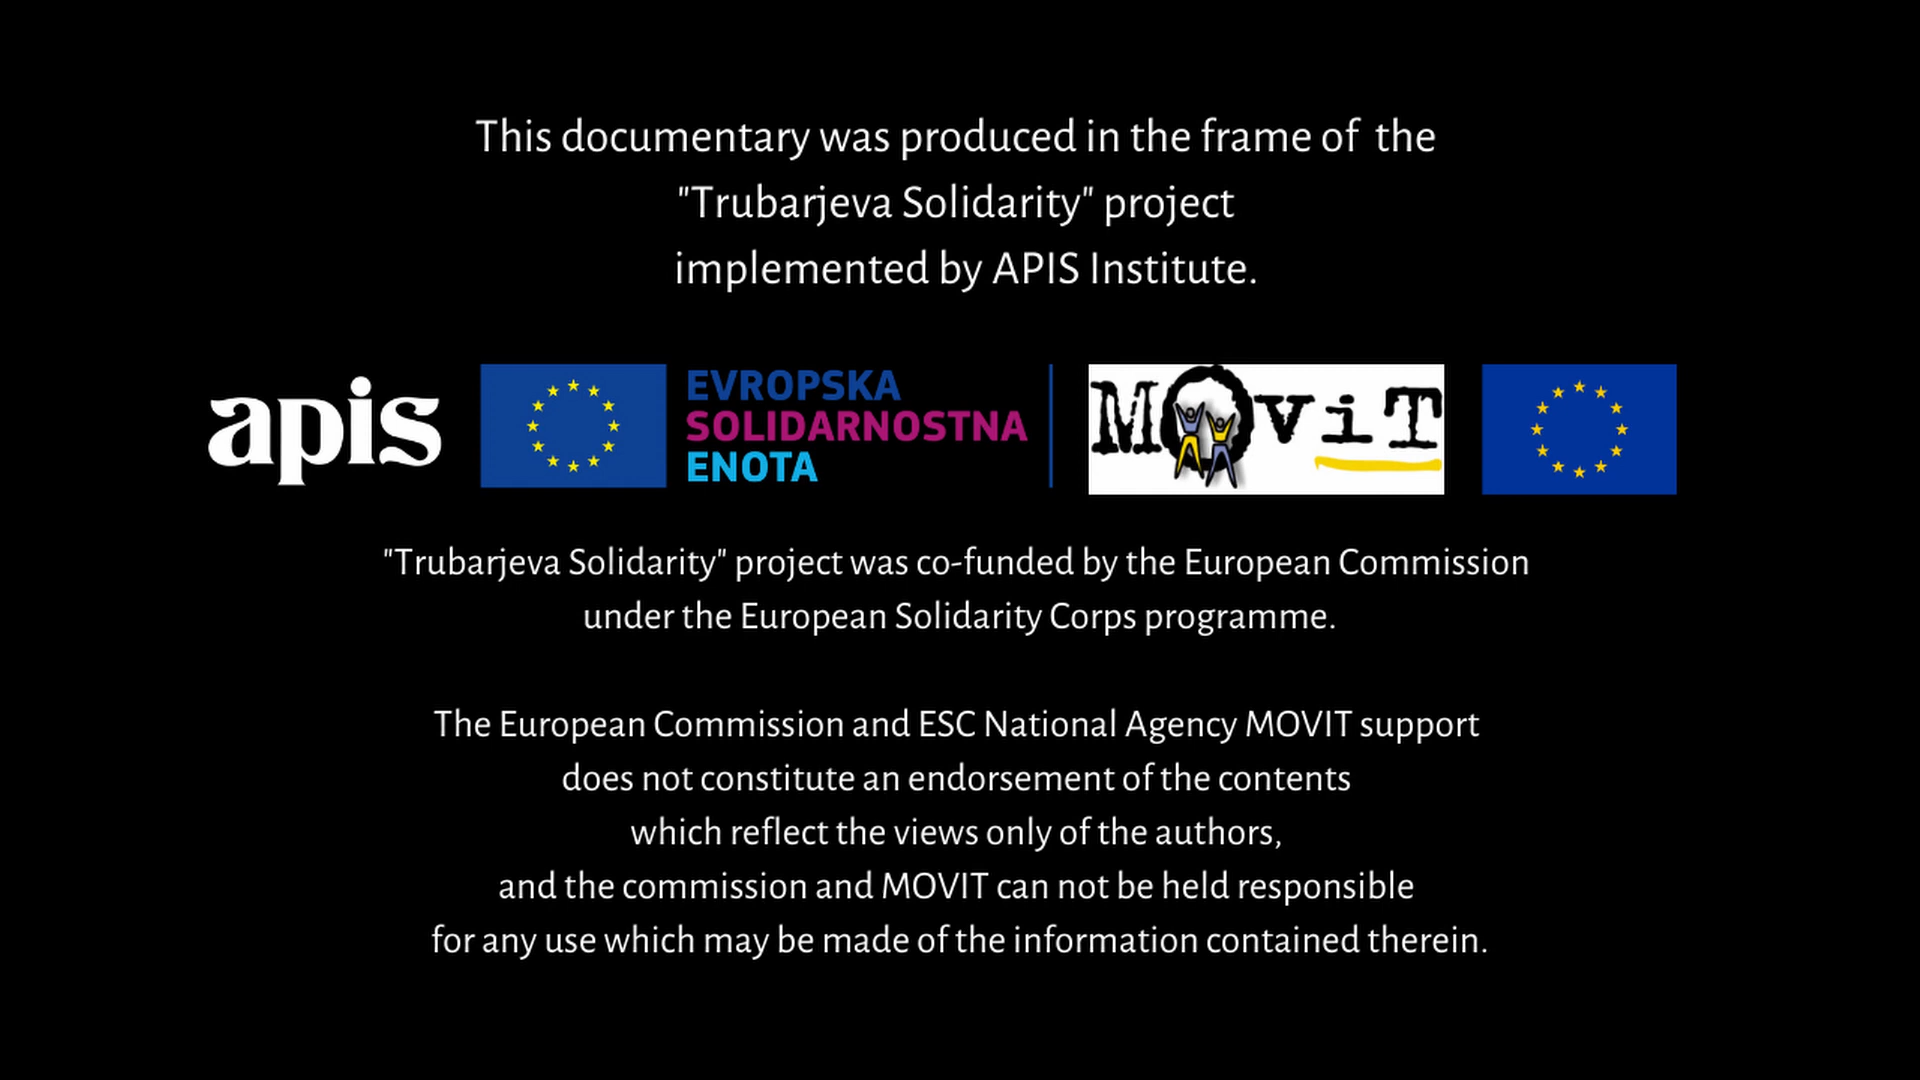 This documentary was produced in the frame of the
"Trubarjeva Solidarity" project
implemented by APIS Institute.
apis
EVROPSKA
SOLIDARNOSTNA
ENOTA
MOViT
"Trubarjeva Solidarity" project was co-funded by the European Commission
under the European Solidarity Corps programme.
The European Commission and ESC National Agency MOVIT support
does not constitute an endorsement of the contents
which reflect the views only of the authors,
and the commission and MOVIT can not be held responsible
for any use which may be made of the information contained therein.